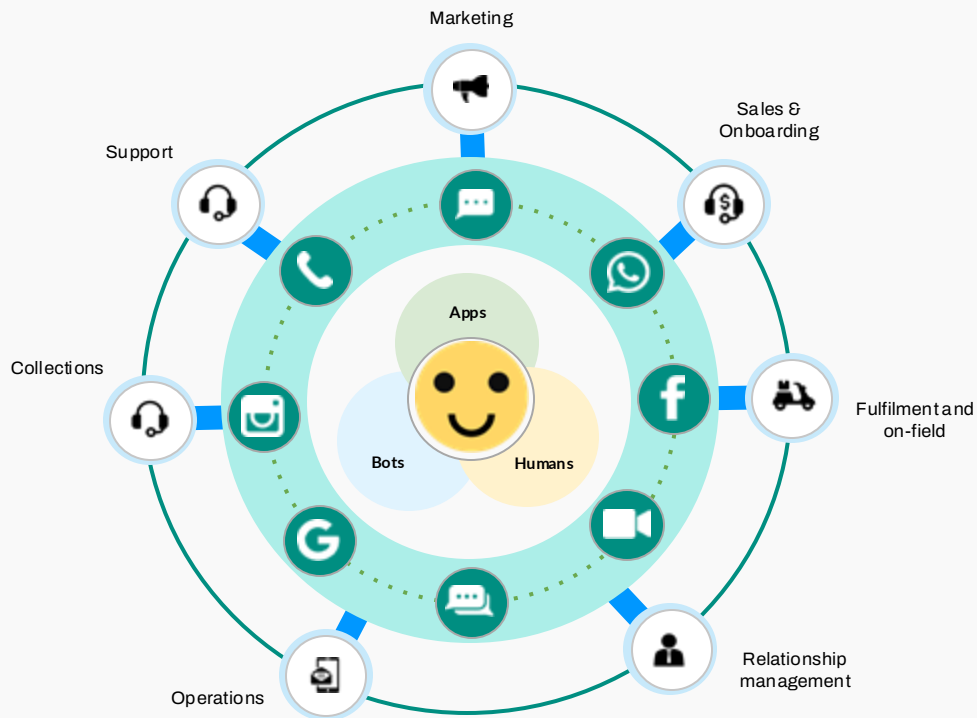 Marketing
Sales &
Onboarding
Support
Apps
Collections
Fulfilment and
on-field
Bots
Humans
Relationship
management
Operations